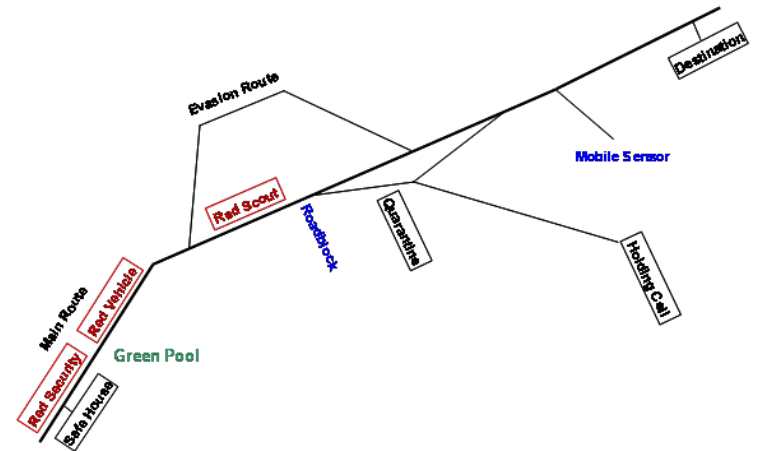 Destination
Evasion Route
Mobile Sensor
Red Scout
Roadblock
Quarantine
Holding Cell
Main Route
Red Vehicle
Green Pool
Red Security
Safe House